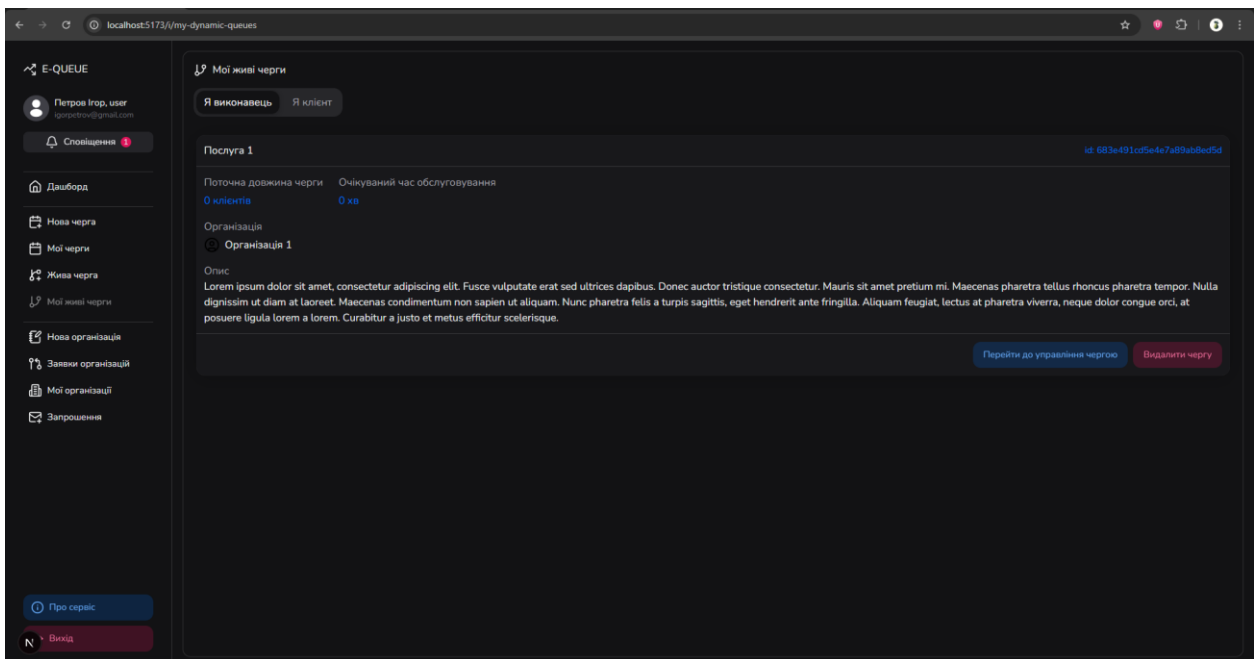 localhost:5173/i/my-dynamic-queues
E-QUEUE
Петров Ігор, user
igorpetrov@gmail.com
Сповіщення 1
Дашборд
Нова черга
Мої черги
Жива черга
Мої живі черги
Нова організація
Заявки організацій
Мої організації
Запрошення
Про сервіс
N Вихід
Мої живі черги
Я виконавець Я клієнт
Послуга 1 id: 683e491cd5e4e7a89ab8ed5d
Поточна довжина черги Очікуваний час обслуговування
0 клієнтів 0 хв
Організація
Організація 1
Опис
Lorem ipsum dolor sit amet, consectetur adipiscing elit. Fusce vulputate erat sed ultrices dapibus. Donec auctor tristique consectetur. Mauris sit amet pretium mi. Maecenas pharetra tellus rhoncus pharetra tempor. Nulla
dignissim ut diam at laoreet. Maecenas condimentum non sapien ut aliquam. Nunc pharetra felis a turpis sagittis, eget hendrerit ante fringilla. Aliquam feugiat, lectus at pharetra viverra, neque dolor congue orci, at
posuere ligula lorem a lorem. Curabitur a justo et metus efficitur scelerisque.
Перейти до управління чергою Видалити чергу